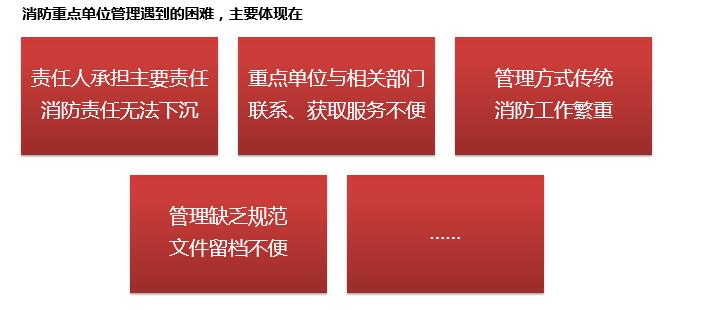 消防重点单位管理遇到的困难，主要体现在
责任人承担主要责任
消防责任无法下沉
重点单位与相关部门
联系、获取服务不便
管理方式传统
消防工作繁重
管理缺乏规范
文件留档不便
……